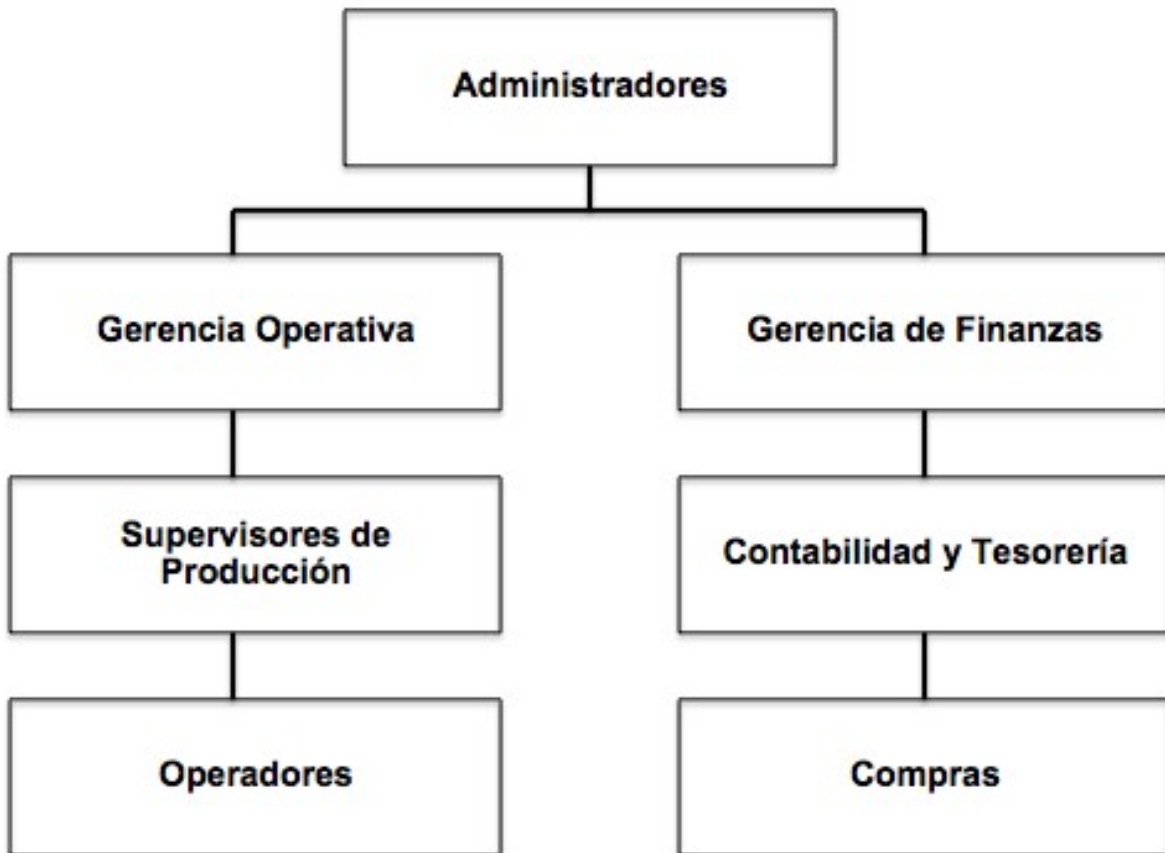 Administradores
Gerencia Operativa
Gerencia de Finanzas
Supervisores de
Producción
Contabilidad y Tesorería
Operadores
Compras